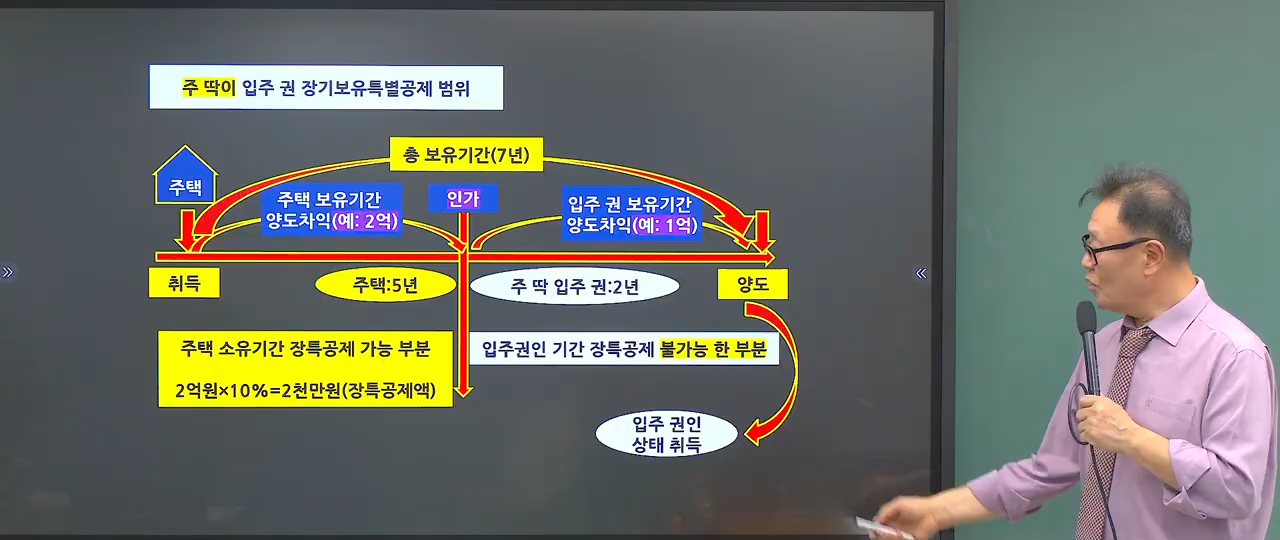 주 딱이 입주 권 장기보유특별공제 범위
총 보유기간(7년)
주택
주택 보유기간
양도차익(예: 2억)
인가
입주 권 보유기간
양도차익(예: 1억)
취득
주택:5년
주 딱 입주 권:2년
양도
주택 소유기간 장특공제 가능 부분
2억원×10%=2천만원(장특공제액)
입주권인 기간 장특공제 불가능 한 부분
입주 권인
상태 취득